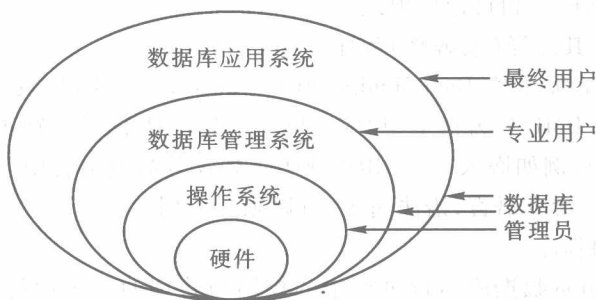 数据库应用系统
最终用户
数据库管理系统
专业用户
操作系统
数据库
管理员
硬件